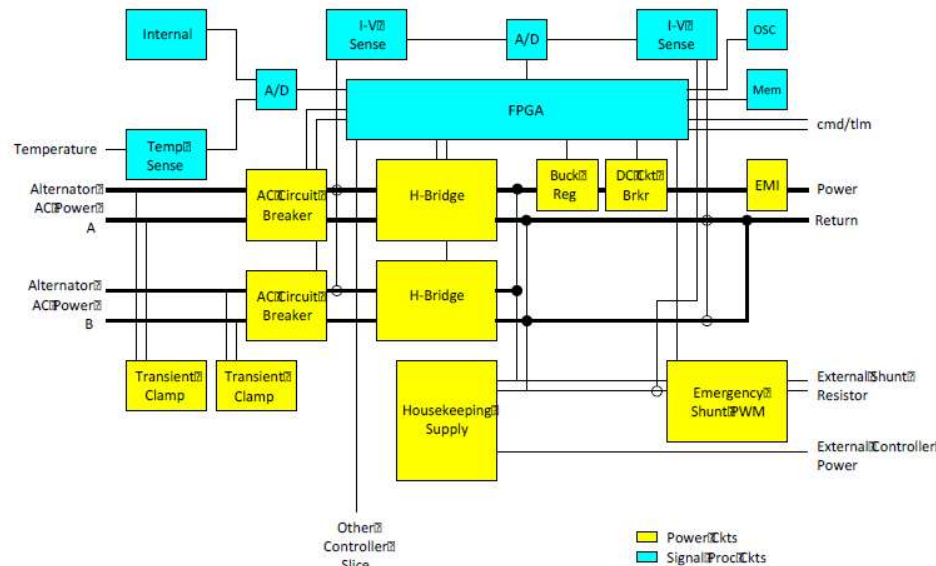 Internal
I-V
Sense
A/D
I-V
Sense
OSC
A/D
Mem
FPGA
cmd/tlm
Temperature
Temp
Sense
Alternator
AC Power
A
AC Circuit
Breaker
H-Bridge
Buck
Reg
DC Ckt
Brkr
EMI
Power
Return
Alternator
AC Power
B
AC Circuit
Breaker
H-Bridge
Transient
Clamp
Transient
Clamp
Housekeeping
Supply
Emergency
Shunt PWM
External Shunt
Resistor
External Controller
Power
Other
Controller
Slice
Power Ckts
Signal Proc Ckts